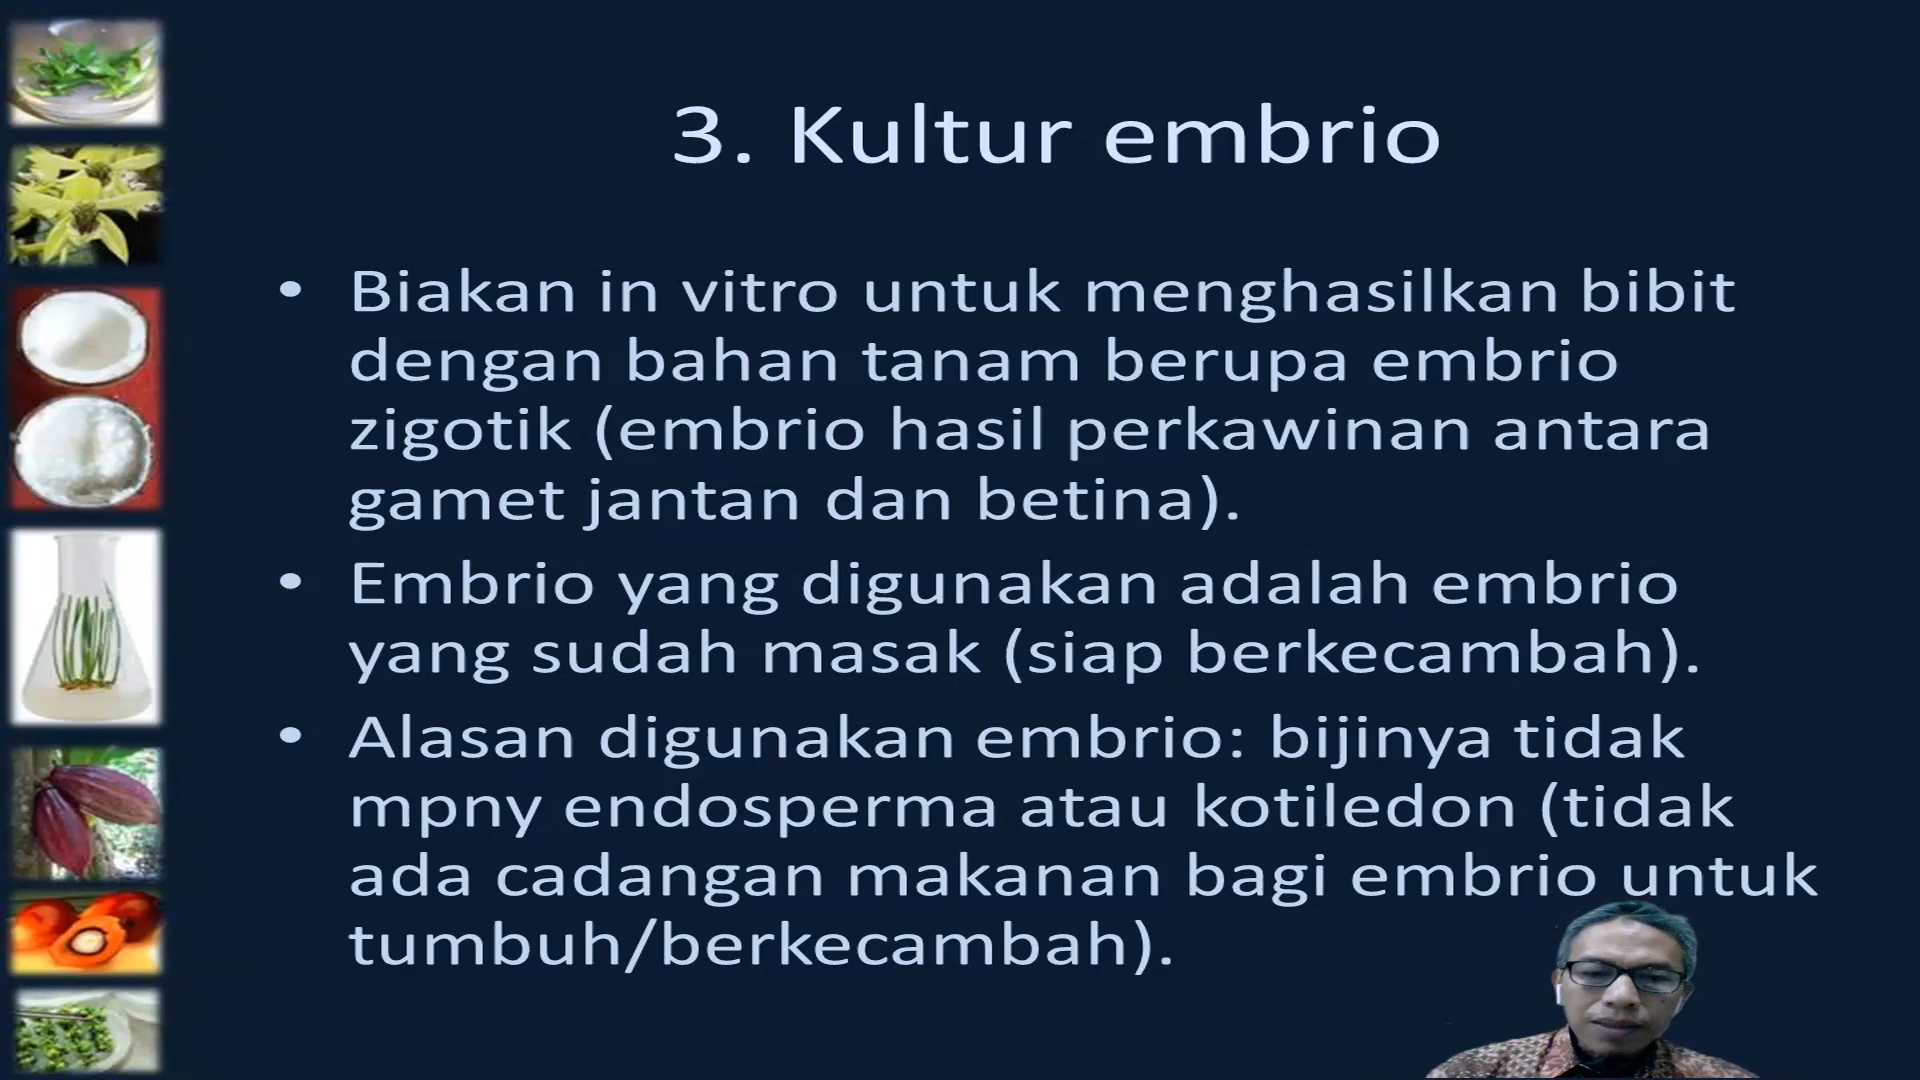 3. Kultur embrio
• Biakan in vitro untuk menghasilkan bibit
dengan bahan tanam berupa embrio
zigotik (embrio hasil perkawinan antara
gamet jantan dan betina).
• Embrio yang digunakan adalah embrio
yang sudah masak (siap berkecambah).
• Alasan digunakan embrio: bijinya tidak
mpny endosperma atau kotiledon (tidak
ada cadangan makanan bagi embrio untuk
tumbuh/berkecambah).